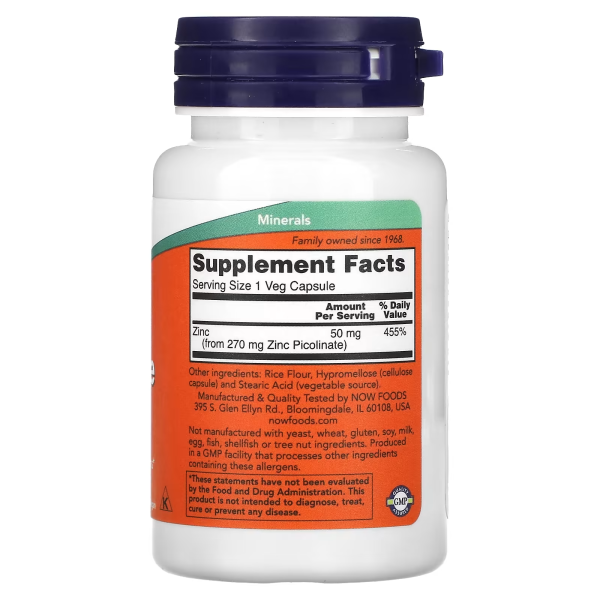 Minerals
Family owned since 1968.
Supplement Facts
Serving Size 1 Veg Capsule
Amount Per Serving % Daily Value
Zinc 50 mg 455%
(from 270 mg Zinc Picolinate)
Other ingredients: Rice Flour, Hypromellose (cellulose
capsule) and Stearic Acid (vegetable source).
Manufactured & Quality Tested by NOW FOODS
395 S. Glen Ellyn Rd., Bloomingdale, IL 60108, USA
nowfoods.com
Not manufactured with yeast, wheat, gluten, soy, milk,
egg, fish, shellfish or tree nut ingredients. Produced
in a GMP facility that processes other ingredients
containing these allergens.
*These statements have not been evaluated
by the Food and Drug Administration. This
product is not intended to diagnose, treat,
cure or prevent any disease.
K
GMP